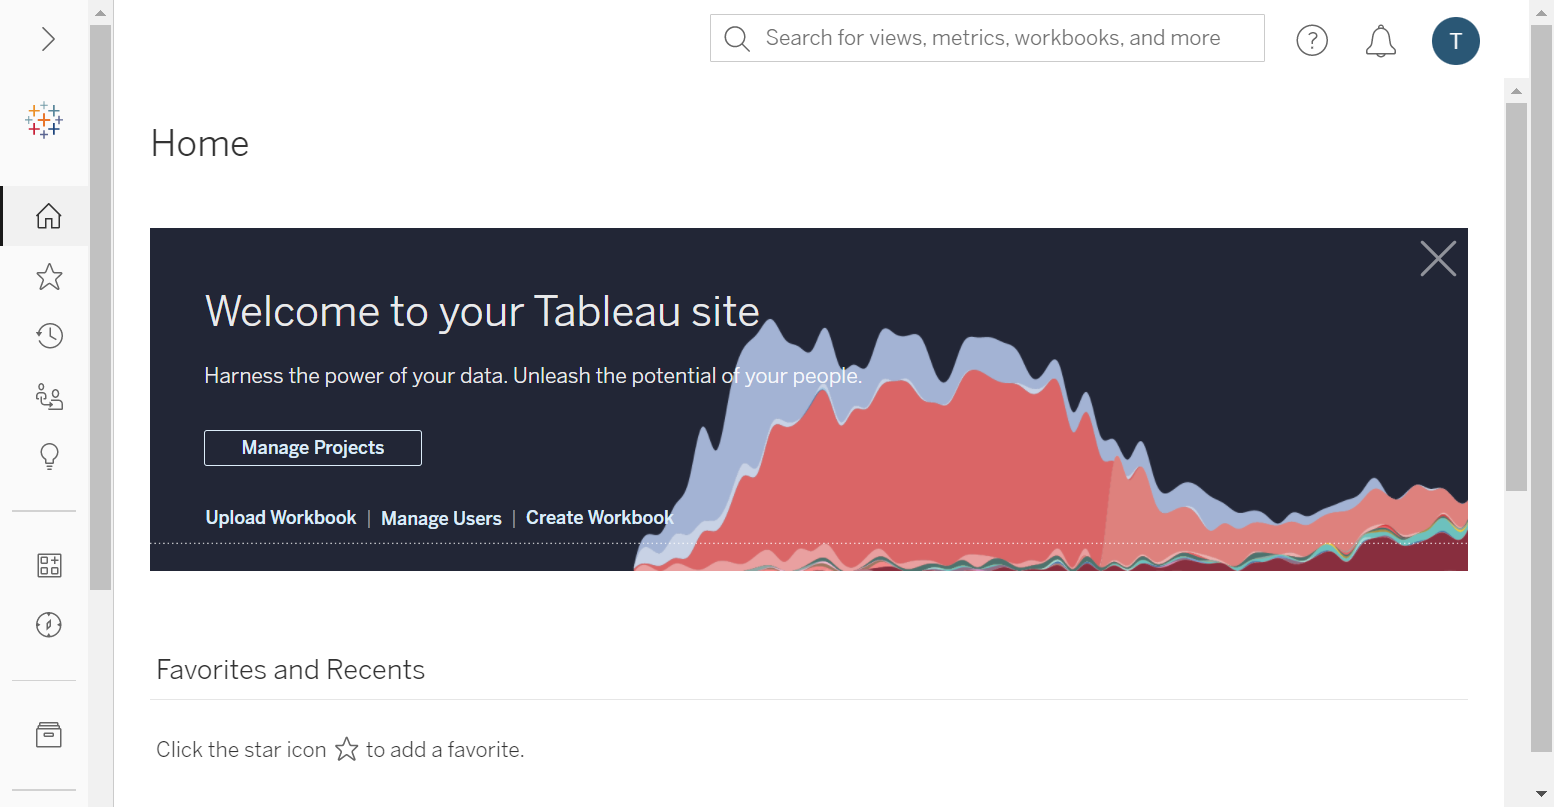 Search for views, metrics, workbooks, and more
?
T
Home
Welcome to your Tableau site
Harness the power of your data. Unleash the potential of your people.
Manage Projects
Upload Workbook | Manage Users | Create Workbook
Favorites and Recents
Click the star icon to add a favorite.